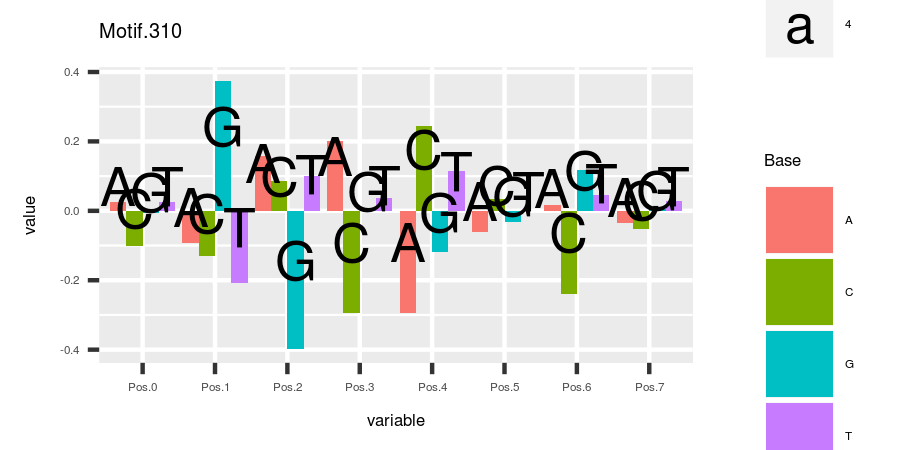 Motif.310
a
4
0.4
0.2
0.0
-0.2
-0.4
value
A C G T A C G T A C G T A C G T A C G T A C G T A C G T A C G T
Pos.0 Pos.1 Pos.2 Pos.3 Pos.4 Pos.5 Pos.6 Pos.7
variable
Base
A
C
G
T